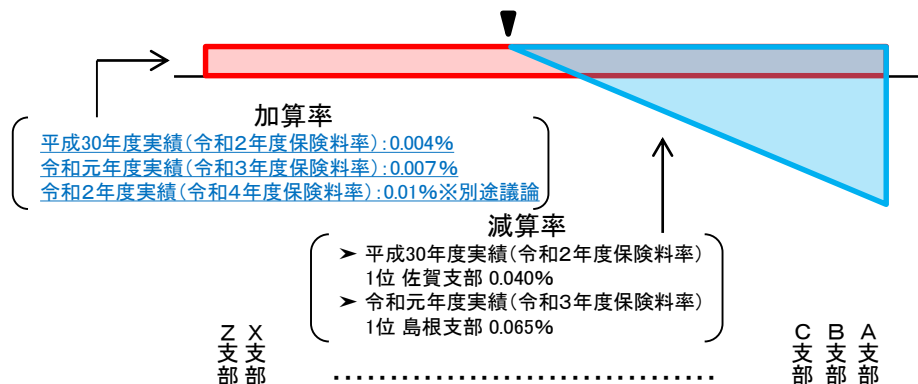 加算率
平成30年度実績(令和2年度保険料率):0.004%
令和元年度実績(令和3年度保険料率):0.007%
令和2年度実績(令和4年度保険料率):0.01%※別途議論
減算率
➤ 平成30年度実績(令和2年度保険料率)
1位 佐賀支部 0.040%
➤ 令和元年度実績(令和3年度保険料率)
1位 島根支部 0.065%
Z支部
X支部
..................................
C支部
B支部
A支部